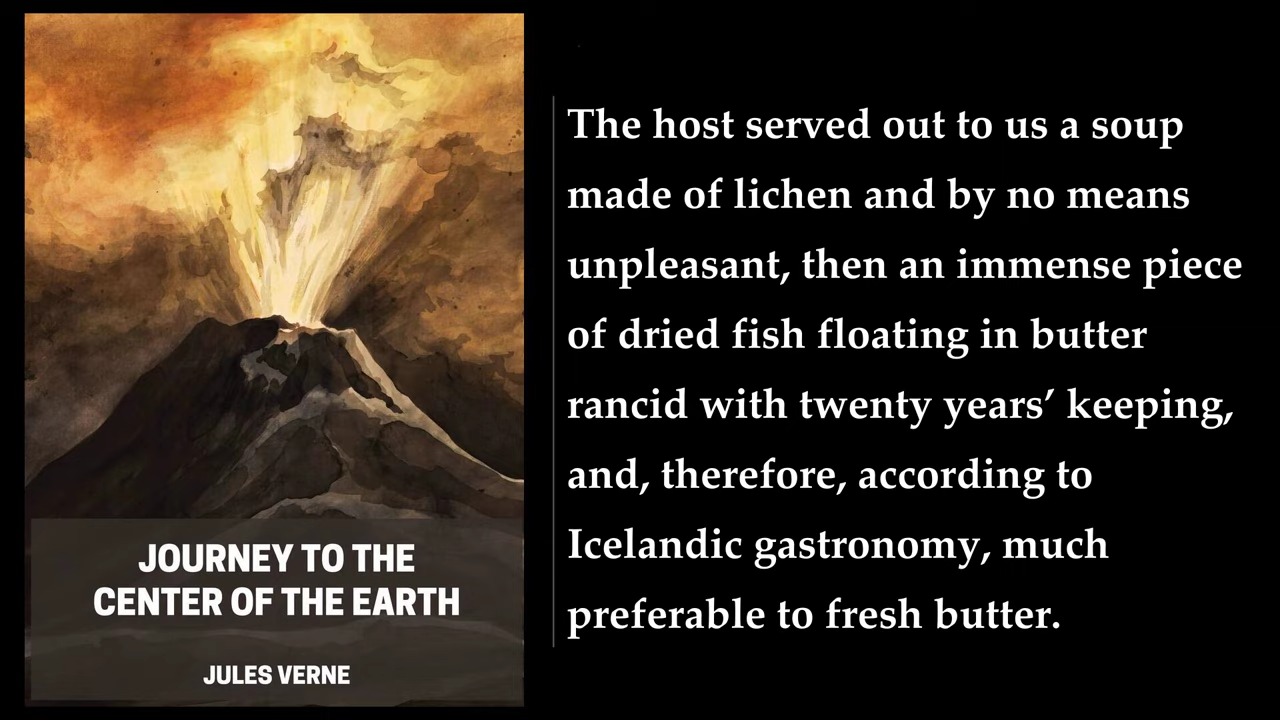 JOURNEY TO THE
CENTER OF THE EARTH
JULES VERNE
The host served out to us a soup
made of lichen and by no means
unpleasant, then an immense piece
of dried fish floating in butter
rancid with twenty years’ keeping,
and, therefore, according to
Icelandic gastronomy, much
preferable to fresh butter.